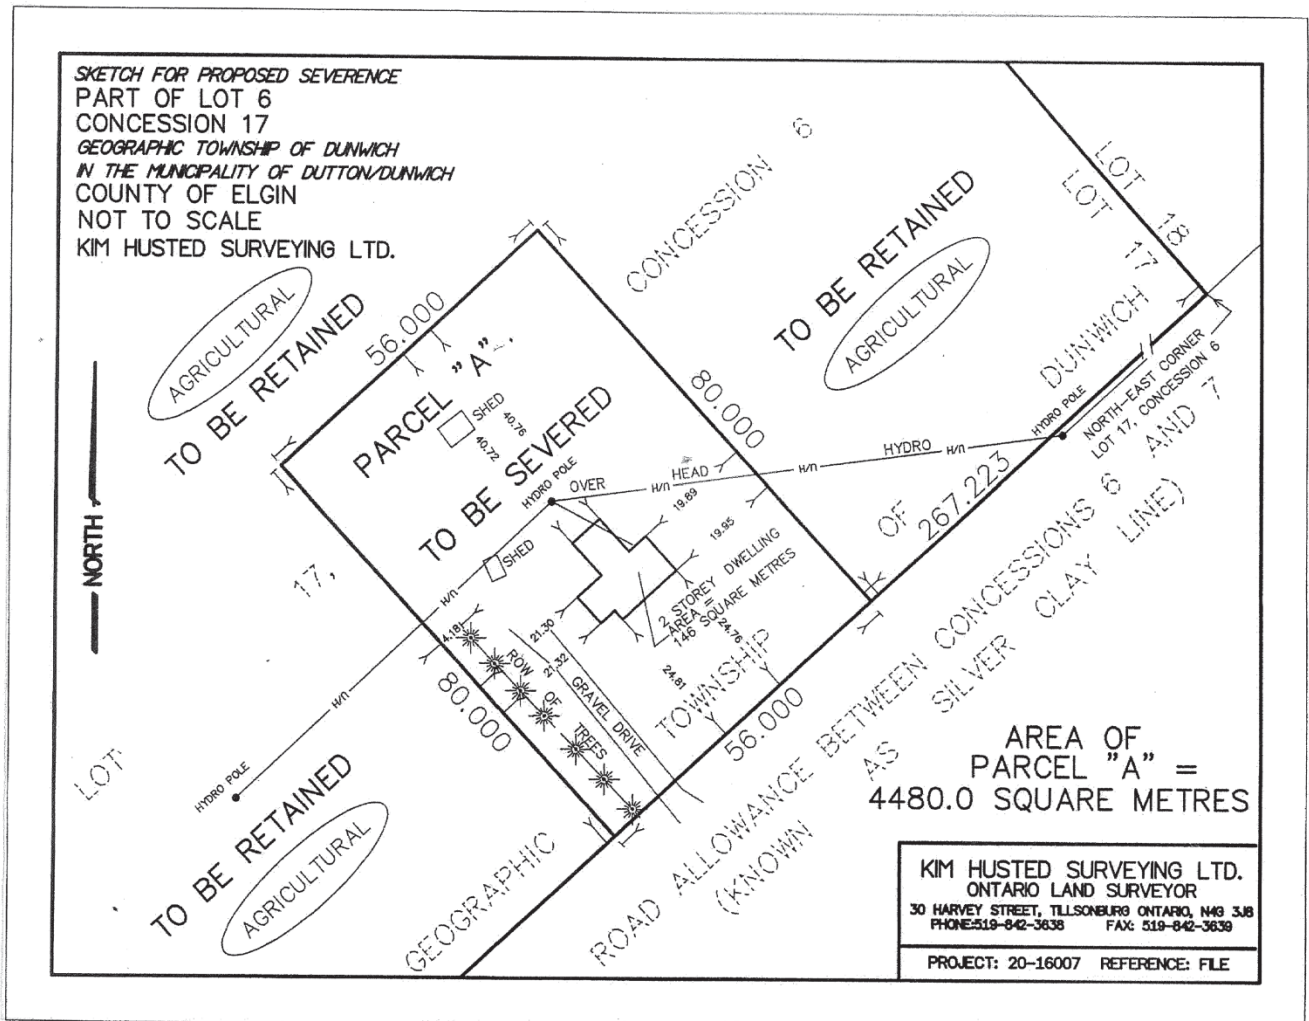 SKETCH FOR PROPOSED SEVERENCE
PART OF LOT 6
CONCESSION 17
GEOGRAPHIC TOWNSHIP OF DUNWICH
IN THE MUNICIPALITY OF DUTTON/DUNWICH
COUNTY OF ELGIN
NOT TO SCALE
KIM HUSTED SURVEYING LTD.
AGRICULTURAL
TO BE RETAINED
56.000
CONCESSION 6
TO BE RETAINED
AGRICULTURAL
LOT 18
LOT 17
NORTH
PARCEL "A"
SHED
40.76
40.72
TO BE SEVERED
80.000
HYDRO POLE
OVER
H/n
HEAD
H/n
HYDRO
H/n
HYDRO POLE
NORTH-EAST CORNER
LOT 17, CONCESSION 6
267.223
19.89
19.95
2 STOREY DWELLING
AREA =
146 SQUARE METRES
24.76
24.81
SHED
H/n
4.18
21.30
21.32
ROW OF TREES
GRAVEL DRIVE
80.000
56.000
H/n
HYDRO POLE
LOT 17,
GEOGRAPHIC TOWNSHIP OF DUNWICH
TO BE RETAINED
AGRICULTURAL
ROAD ALLOWANCE BETWEEN CONCESSIONS 6 AND 7
(KNOWN AS SILVER CLAY LINE)
AREA OF
PARCEL "A" =
4480.0 SQUARE METRES
KIM HUSTED SURVEYING LTD.
ONTARIO LAND SURVEYOR
30 HARVEY STREET, TILLSONBURG ONTARIO, N4G 3J8
PHONE:519-842-3638 FAX: 519-842-3639
PROJECT: 20-16007 REFERENCE: FILE